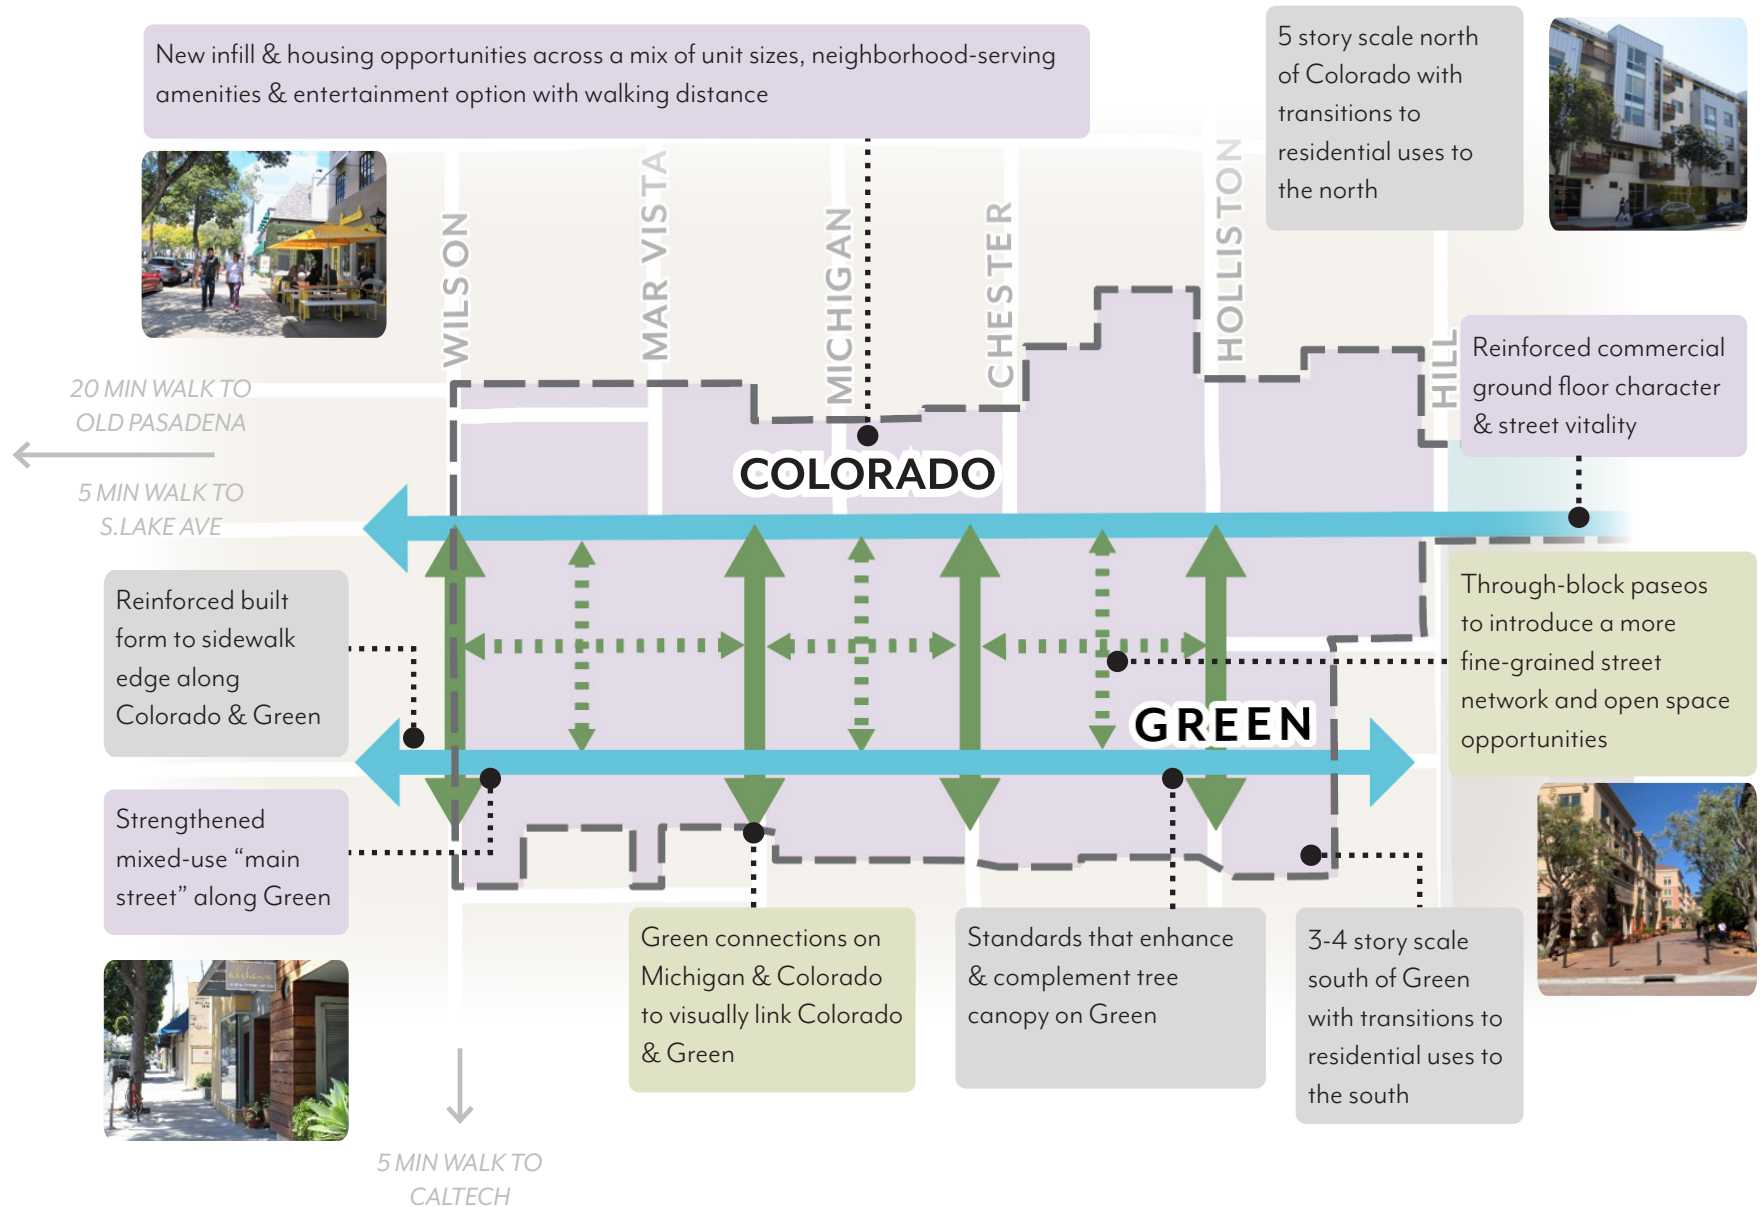 New infill & housing opportunities across a mix of unit sizes, neighborhood-serving
amenities & entertainment option with walking distance
5 story scale north
of Colorado with
transitions to
residential uses to
the north
WILSON
MAR VISTA
MICHIGAN
CHESTER
HOLLISTON
HILL
Reinforced commercial
ground floor character
& street vitality
20 MIN WALK TO
OLD PASADENA
5 MIN WALK TO
S.LAKE AVE
COLORADO
Reinforced built
form to sidewalk
edge along
Colorado & Green
Through-block paseos
to introduce a more
fine-grained street
network and open space
opportunities
GREEN
Strengthened
mixed-use “main
street” along Green
Green connections on
Michigan & Colorado
to visually link Colorado
& Green
Standards that enhance
& complement tree
canopy on Green
3-4 story scale
south of Green
with transitions to
residential uses to
the south
5 MIN WALK TO
CALTECH